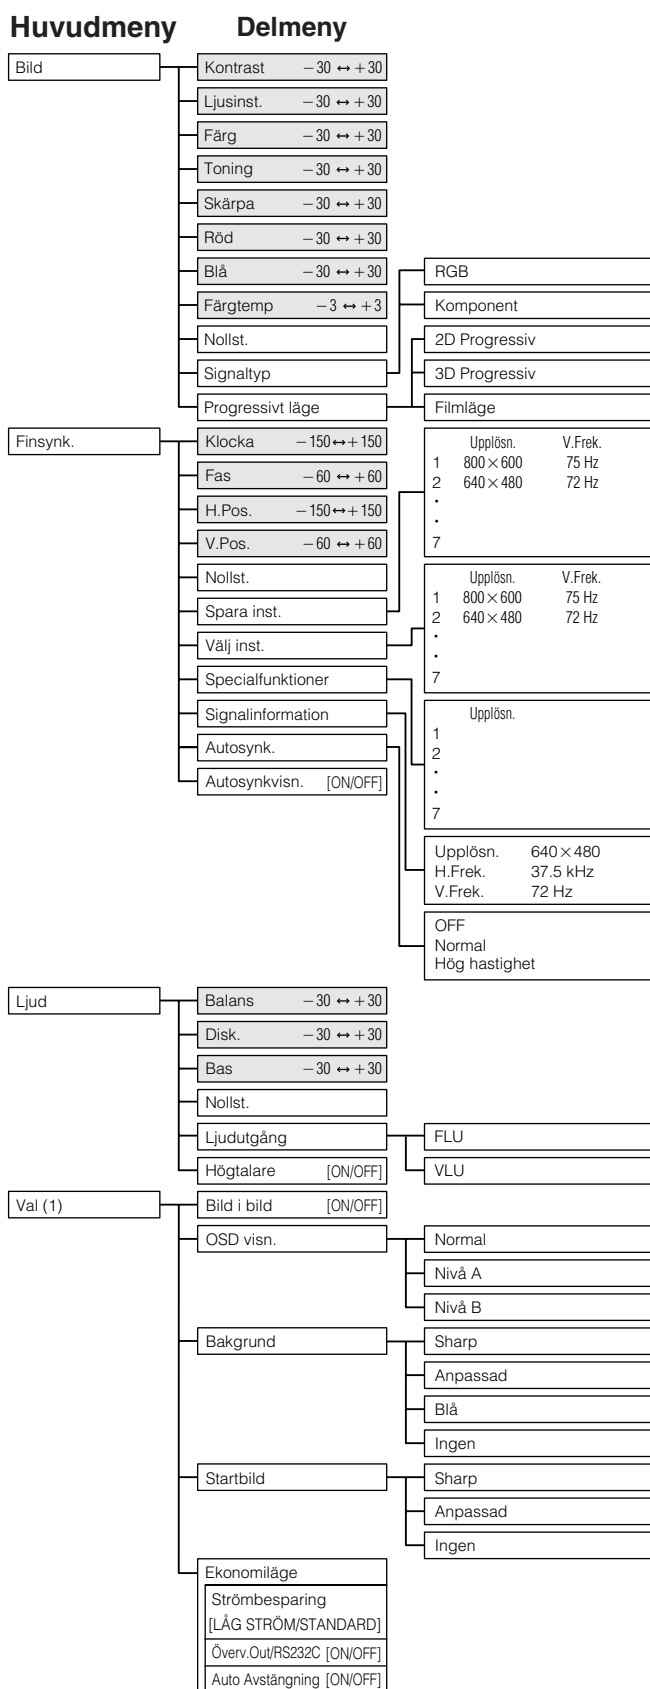 Huvudmeny Delmeny
Bild
Kontrast −30 ↔ +30
Ljusinst. −30 ↔ +30
Färg −30 ↔ +30
Toning −30 ↔ +30
Skärpa −30 ↔ +30
Röd −30 ↔ +30
Blå −30 ↔ +30
Färgtemp −3 ↔ +3
Nollst.
Signaltyp
RGB
Komponent
Progressivt läge
2D Progressiv
3D Progressiv
Filmläge
Finsynk.
Klocka −150↔+150
Fas −60 ↔ +60
H.Pos. −150↔+150
V.Pos. −60 ↔ +60
Nollst.
Spara inst.
Upplösn. V.Frek.
1 800×600 75 Hz
2 640×480 72 Hz
•
•
7
Välj inst.
Upplösn. V.Frek.
1 800×600 75 Hz
2 640×480 72 Hz
•
•
7
Specialfunktioner
Upplösn.
1
2
•
•
7
Signalinformation
Upplösn. 640×480
H.Frek. 37.5 kHz
V.Frek. 72 Hz
Autosynk.
OFF
Normal
Hög hastighet
Autosynkvisn. [ON/OFF]
Ljud
Balans −30 ↔ +30
Disk. −30 ↔ +30
Bas −30 ↔ +30
Nollst.
Ljudutgång
FLU
VLU
Högtalare [ON/OFF]
Val (1)
Bild i bild [ON/OFF]
OSD visn.
Normal
Nivå A
Nivå B
Bakgrund
Sharp
Anpassad
Blå
Ingen
Startbild
Sharp
Anpassad
Ingen
Ekonomiläge
Strömbesparing
[LÅG STRÖM/STANDARD]
Överv.Out/RS232C [ON/OFF]
Auto Avstängning [ON/OFF]